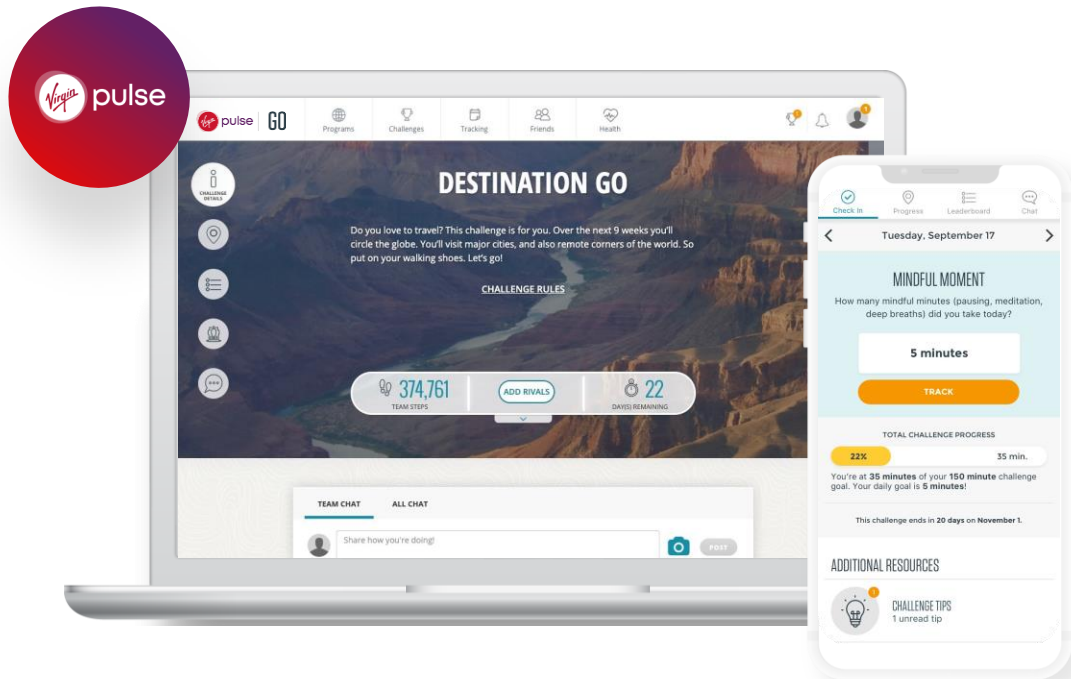 Virgin pulse
Virgin pulse GO
Programs
Challenges
Tracking
Friends
Health
1
1
CHALLENGE
DETAILS
DESTINATION GO
Do you love to travel? This challenge is for you. Over the next 9 weeks you'll
circle the globe. You'll visit major cities, and also remote corners of the world. So
put on your walking shoes. Let's go!
CHALLENGE RULES
374,761
TEAM STEPS
ADD RIVALS
22
DAY(S) REMAINING
TEAM CHAT
ALL CHAT
Share how you're doing!
POST
Check In
Progress
Leaderboard
Chat
Tuesday, September 17
MINDFUL MOMENT
How many mindful minutes (pausing, meditation,
deep breaths) did you take today?
5 minutes
TRACK
TOTAL CHALLENGE PROGRESS
22%
35 min.
You're at 35 minutes of your 150 minute challenge
goal. Your daily goal is 5 minutes!
This challenge ends in 20 days on November 1.
ADDITIONAL RESOURCES
1
CHALLENGE TIPS
1 unread tip